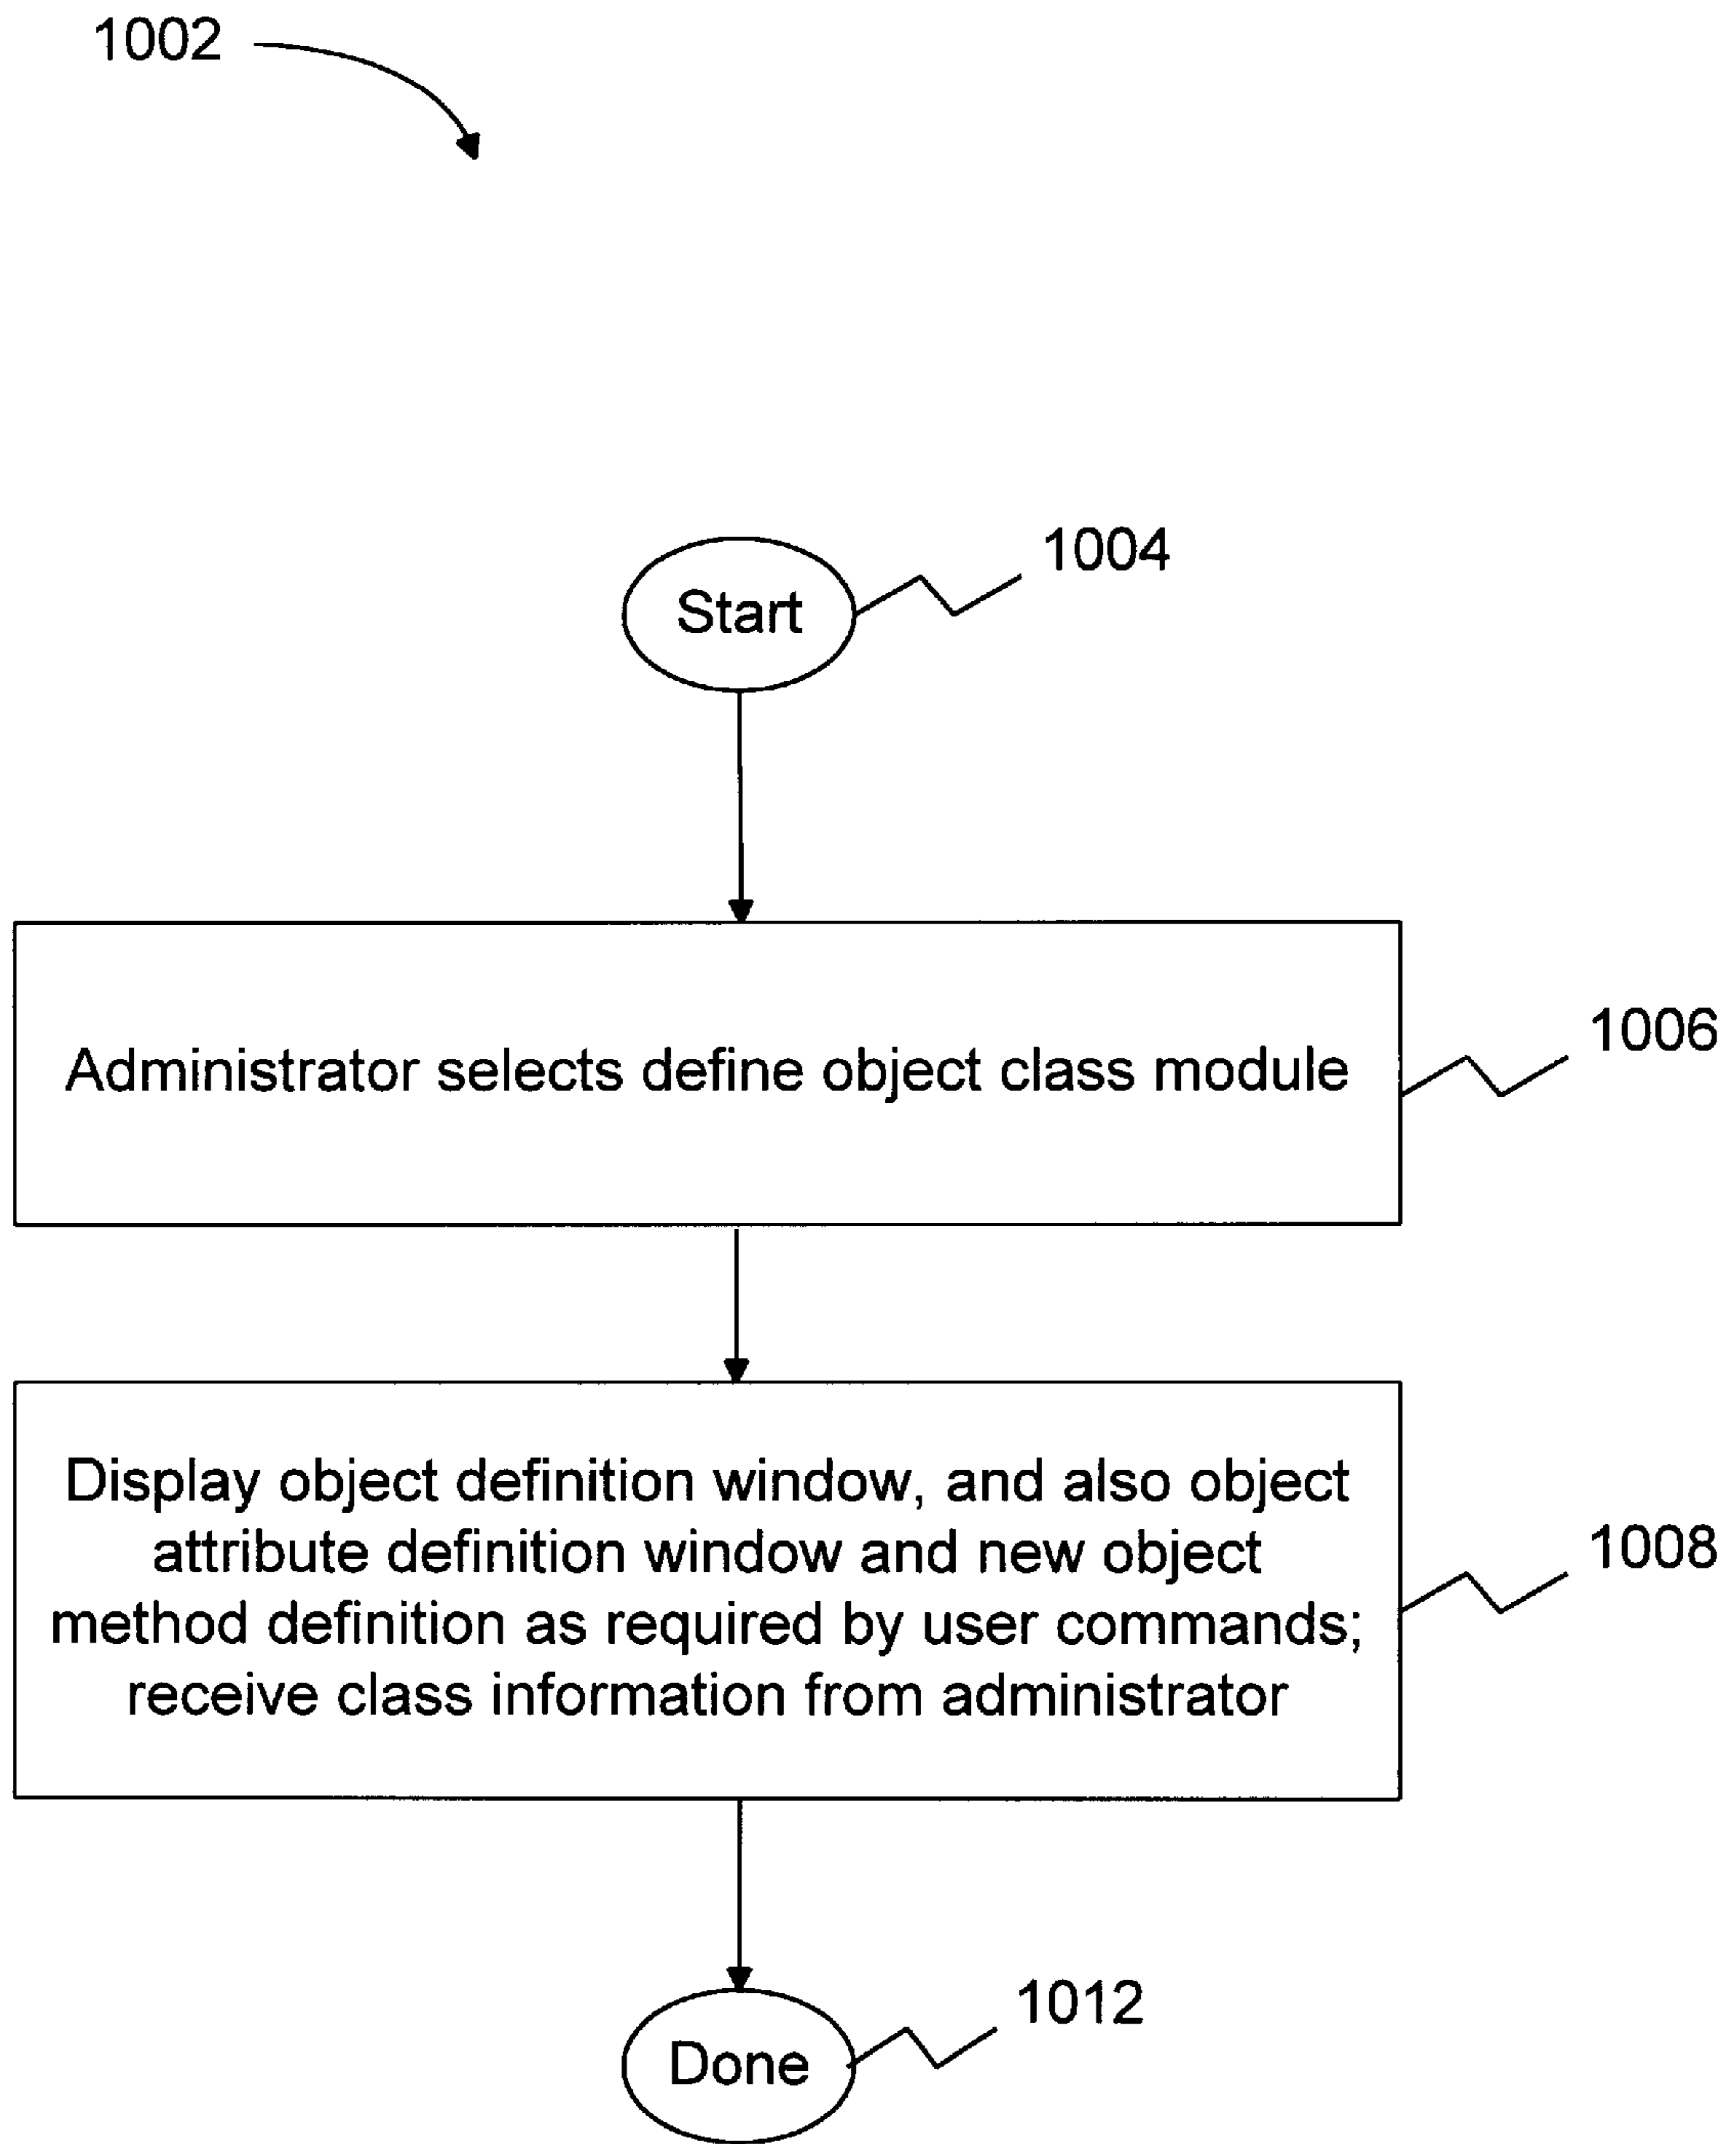 1002
1004
Start
1006
Administrator selects define object class module
Display object definition window, and also object
attribute definition window and new object
1008
method definition as required by user commands;
receive class information from administrator
1012
Done